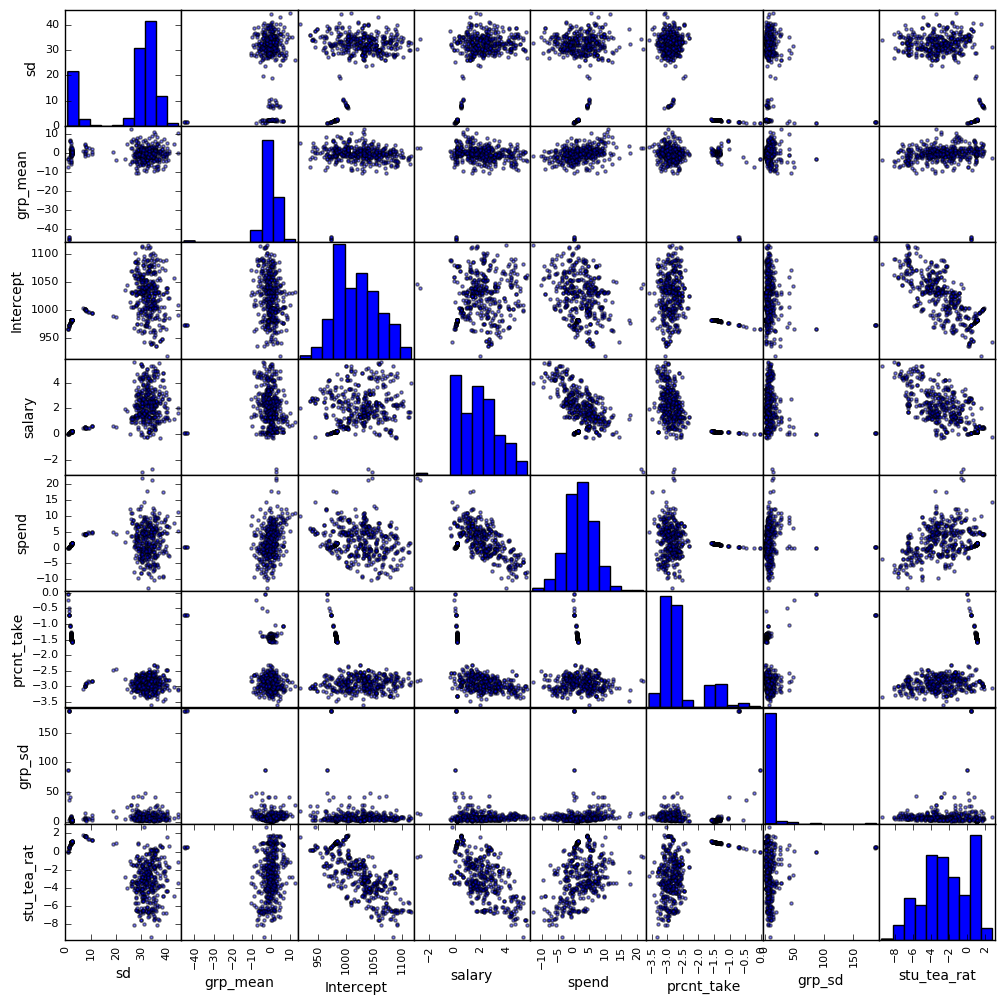 sd
40
30
20
10
0
grp_mean
10
0
−10
−20
−30
−40
Intercept
1100
1050
1000
950
salary
4
2
0
−2
spend
20
15
10
5
0
−5
−10
prcnt_take
0.0
−0.5
−1.0
−1.5
−2.0
−2.5
−3.0
−3.5
grp_sd
150
100
50
0
stu_tea_rat
2
0
−2
−4
−6
−8
0 10 20 30 40
sd
−40 −30 −20 −10 0
grp_mean
950 1000 1050 1100
Intercept
−2 0 2 4
salary
−10 −5 0 5 10 15 20
spend
−3.5 −3.0 −2.5 −2.0 −1.5 −1.0 −0.5 0.0
prcnt_take
50 100 150
grp_sd
−8 −6 −4 −2 0 2
stu_tea_rat